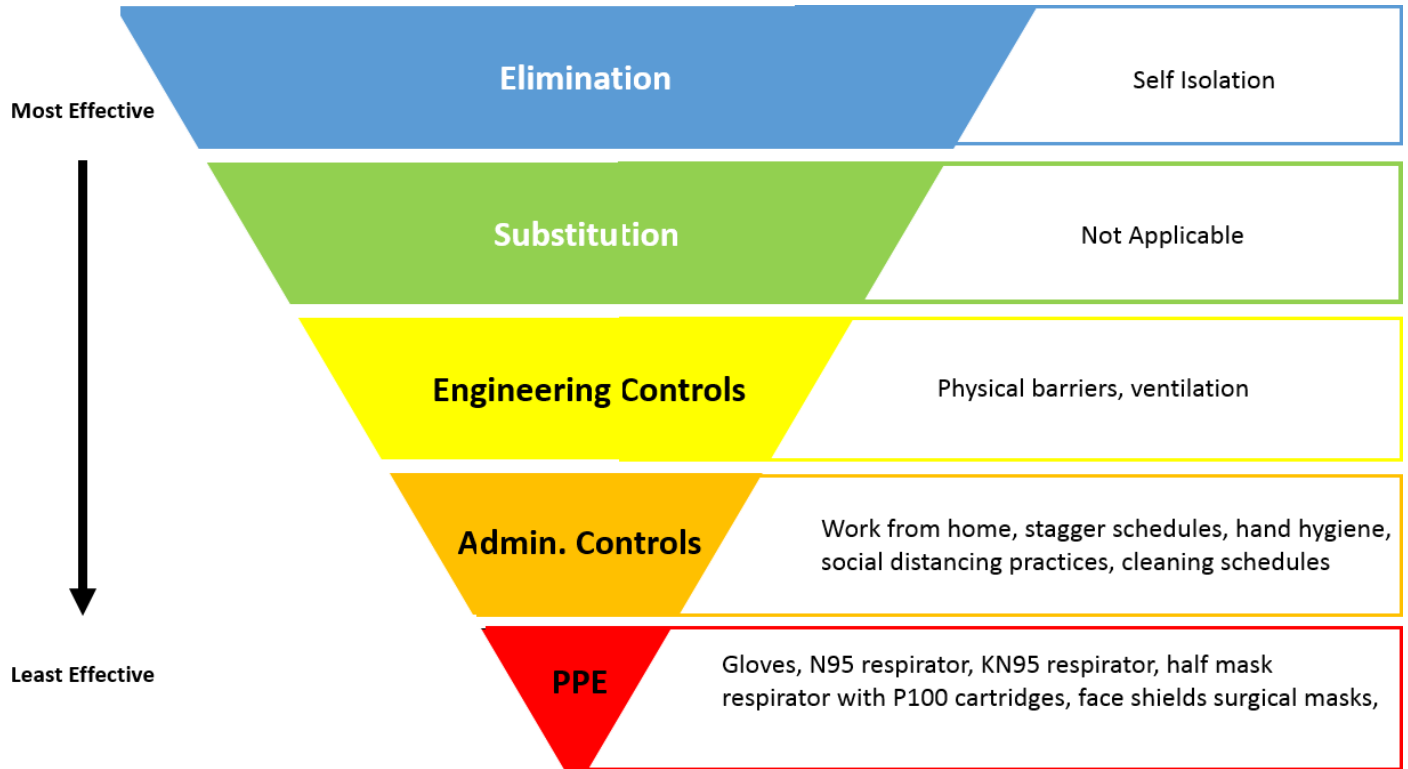 Elimination
Self Isolation
Most Effective
Substitution
Not Applicable
Engineering Controls
Physical barriers, ventilation
Admin. Controls
Work from home, stagger schedules, hand hygiene,
social distancing practices, cleaning schedules
Least Effective
PPE
Gloves, N95 respirator, KN95 respirator, half mask
respirator with P100 cartridges, face shields surgical masks,